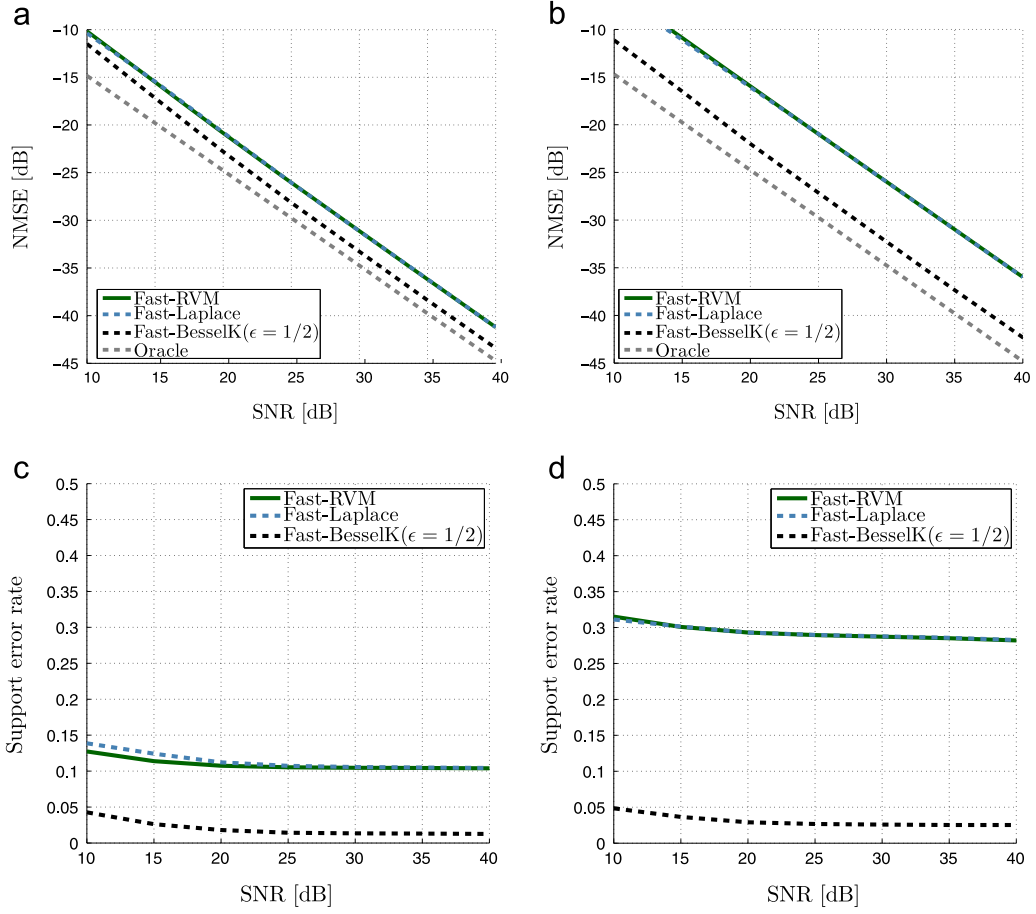 a
−10
−15
−20
−25
−30
−35
−40
−45
NMSE [dB]
Fast-RVM
Fast-Laplace
Fast-BesselK(ϵ = 1/2)
Oracle
10 15 20 25 30 35 40
SNR [dB]
b
−10
−15
−20
−25
−30
−35
−40
−45
NMSE [dB]
Fast-RVM
Fast-Laplace
Fast-BesselK(ϵ = 1/2)
Oracle
10 15 20 25 30 35 40
SNR [dB]
c
0.5
0.45
0.4
0.35
0.3
0.25
0.2
0.15
0.1
0.05
0
Support error rate
Fast-RVM
Fast-Laplace
Fast-BesselK(ϵ = 1/2)
10 15 20 25 30 35 40
SNR [dB]
d
0.5
0.45
0.4
0.35
0.3
0.25
0.2
0.15
0.1
0.05
0
Support error rate
Fast-RVM
Fast-Laplace
Fast-BesselK(ϵ = 1/2)
10 15 20 25 30 35 40
SNR [dB]